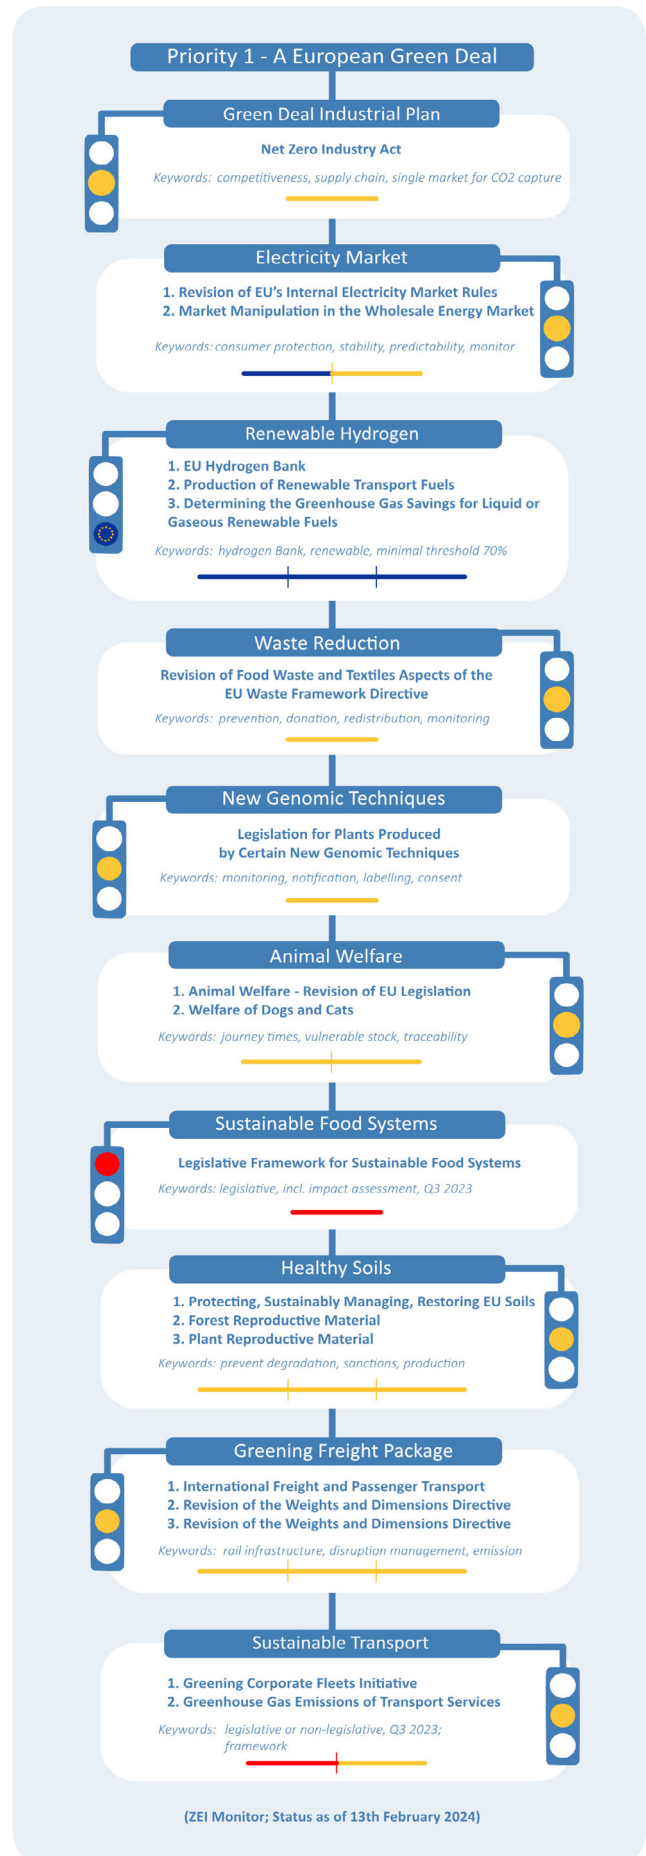 Priority 1 - A European Green Deal
Green Deal Industrial Plan
Net Zero Industry Act
Keywords: competitiveness, supply chain, single market for CO2 capture
Electricity Market
1. Revision of EU's Internal Electricity Market Rules
2. Market Manipulation in the Wholesale Energy Market
Keywords: consumer protection, stability, predictability, monitor
Renewable Hydrogen
1. EU Hydrogen Bank
2. Production of Renewable Transport Fuels
3. Determining the Greenhouse Gas Savings for Liquid or
Gaseous Renewable Fuels
Keywords: hydrogen Bank, renewable, minimal threshold 70%
Waste Reduction
Revision of Food Waste and Textiles Aspects of the
EU Waste Framework Directive
Keywords: prevention, donation, redistribution, monitoring
New Genomic Techniques
Legislation for Plants Produced
by Certain New Genomic Techniques
Keywords: monitoring, notification, labelling, consent
Animal Welfare
1. Animal Welfare - Revision of EU Legislation
2. Welfare of Dogs and Cats
Keywords: journey times, vulnerable stock, traceability
Sustainable Food Systems
Legislative Framework for Sustainable Food Systems
Keywords: legislative, incl. impact assessment, Q3 2023
Healthy Soils
1. Protecting, Sustainably Managing, Restoring EU Soils
2. Forest Reproductive Material
3. Plant Reproductive Material
Keywords: prevent degradation, sanctions, production
Greening Freight Package
1. International Freight and Passenger Transport
2. Revision of the Weights and Dimensions Directive
3. Revision of the Weights and Dimensions Directive
Keywords: rail infrastructure, disruption management, emission
Sustainable Transport
1. Greening Corporate Fleets Initiative
2. Greenhouse Gas Emissions of Transport Services
Keywords: legislative or non-legislative, Q3 2023;
framework
(ZEI Monitor; Status as of 13th February 2024)